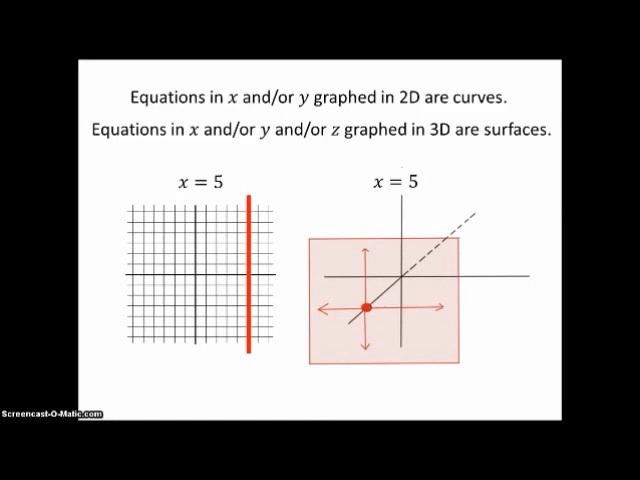 Equations in x and/or y graphed in 2D are curves.
Equations in x and/or y and/or z graphed in 3D are surfaces.
x = 5
x = 5
Screencast-O-Matic.com